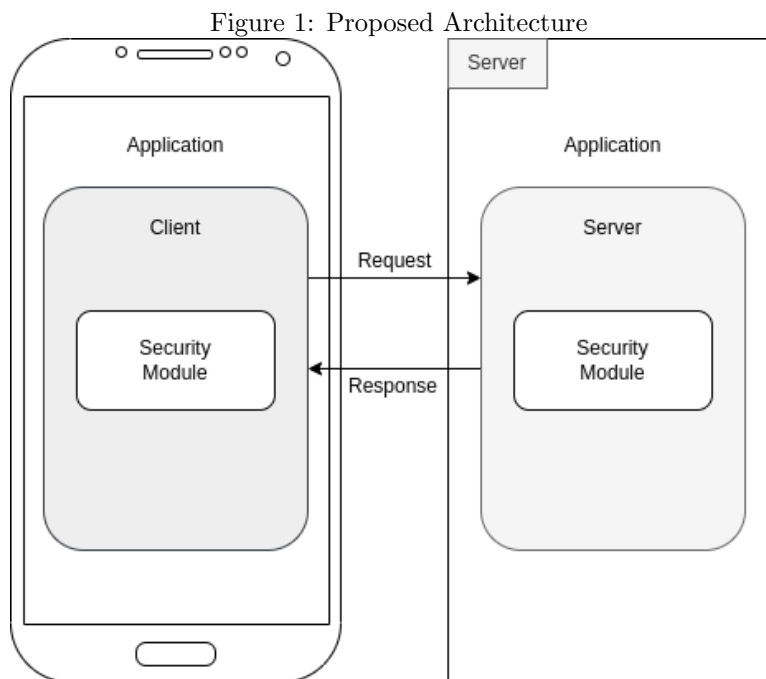 Figure 1: Proposed Architecture
Server
Application
Application
Client
Server
Request
Security
Module
Security
Module
Response